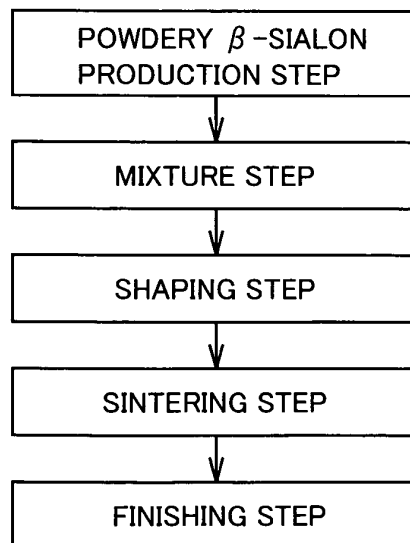 POWDERY β-SIALON
PRODUCTION STEP
MIXTURE STEP
SHAPING STEP
SINTERING STEP
FINISHING STEP